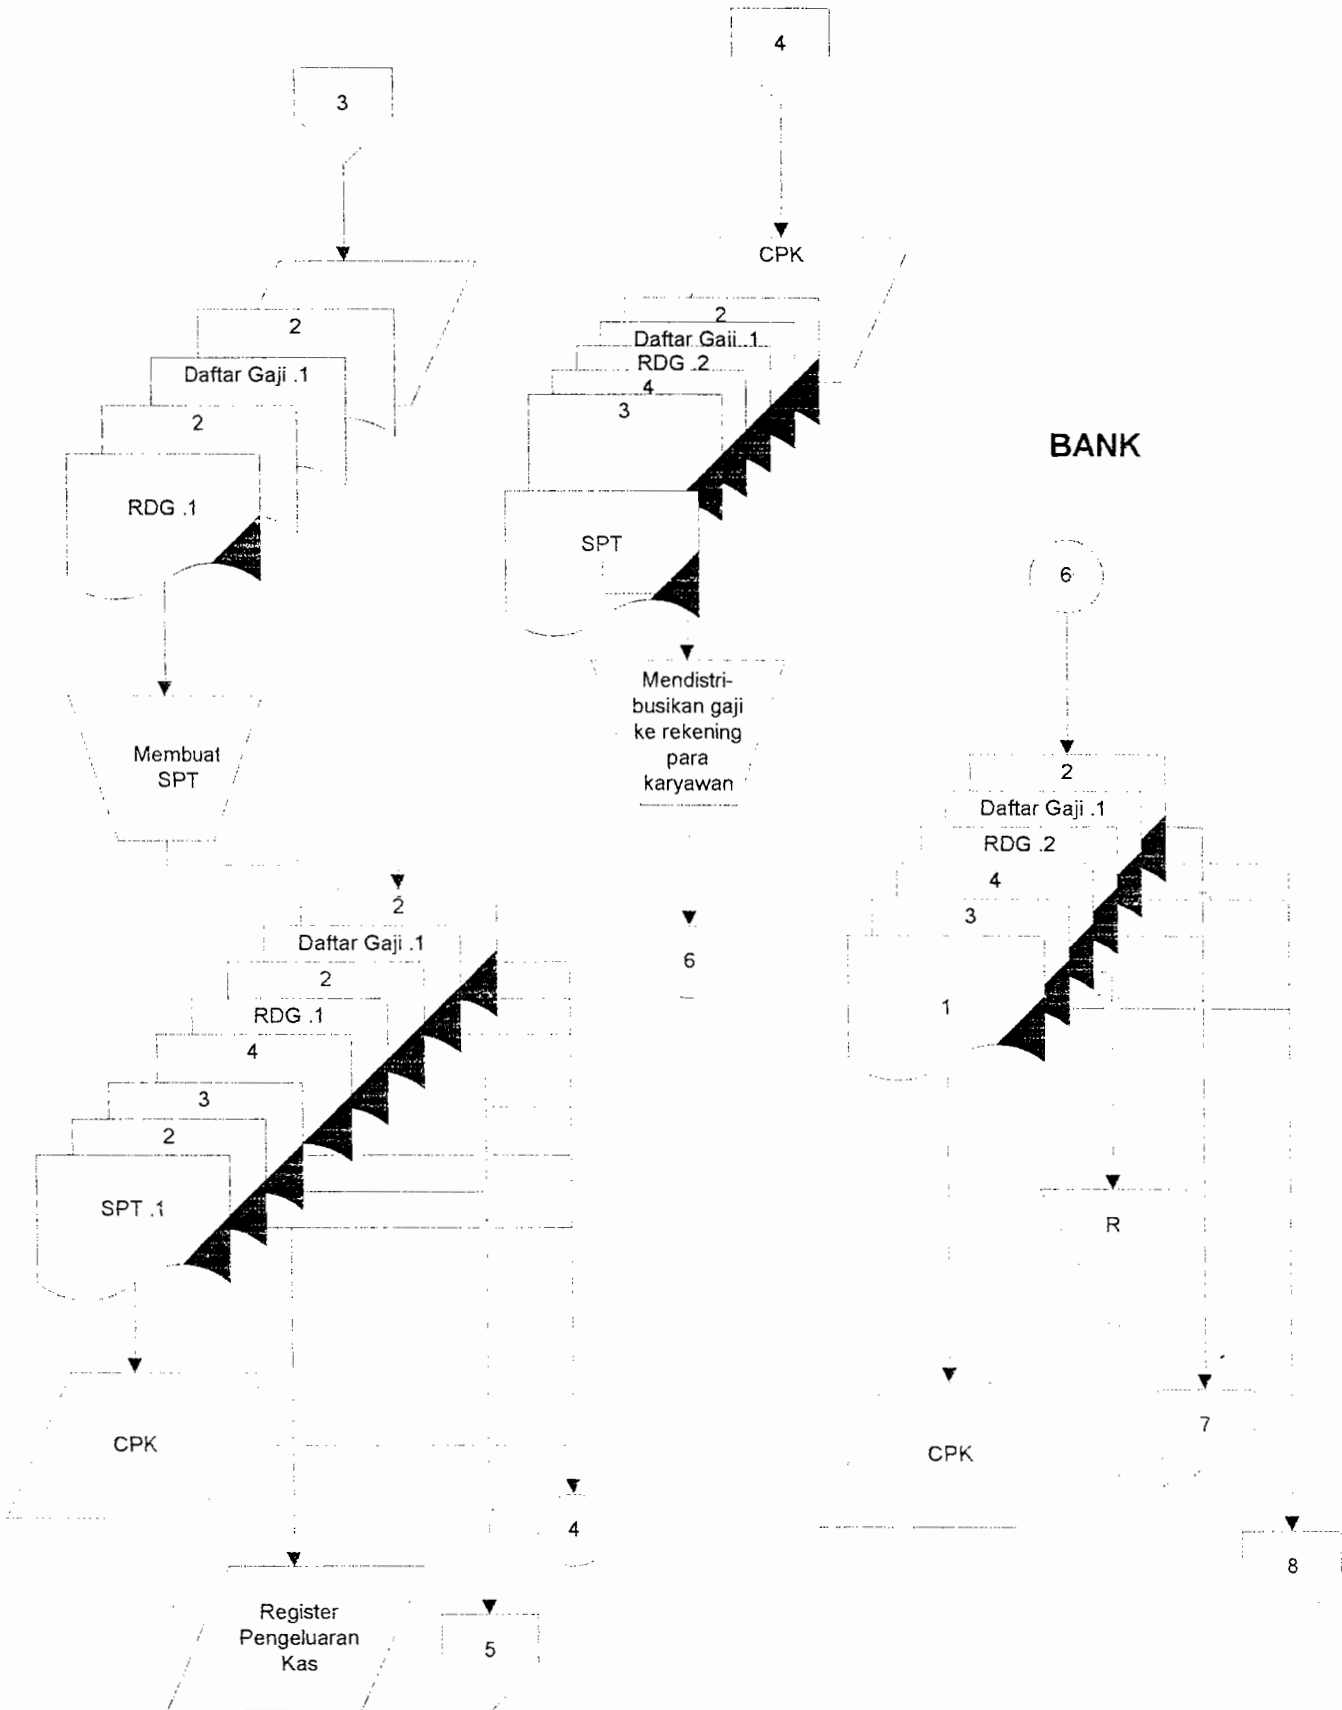 3
2
Daftar Gaji .1
2
RDG .1
Membuat
SPT
2
Daftar Gaji .1
2
RDG .1
4
3
2
SPT .1
CPK
Register
Pengeluaran
Kas
5
4
4
CPK
2
Daftar Gaji .1
RDG .2
4
3
SPT
Mendistri-
busikan gaji
ke rekening
para
karyawan
6
BANK
6
2
Daftar Gaji .1
RDG .2
4
3
1
R
CPK
7
8